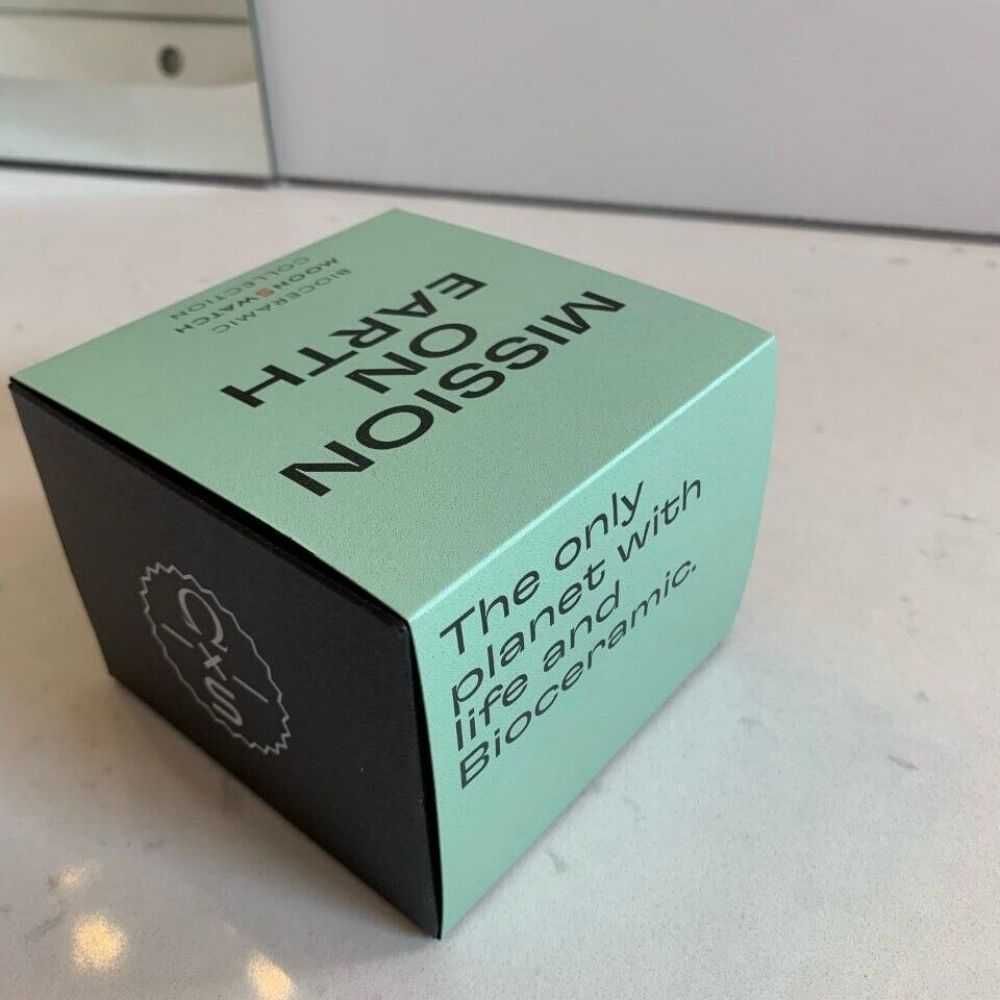 MISSION
ON
EARTH
BIOCERAMIC
MOONSWATCH
COLLECTION
The only
planet with
life and
Bioceramic.
Ω×S